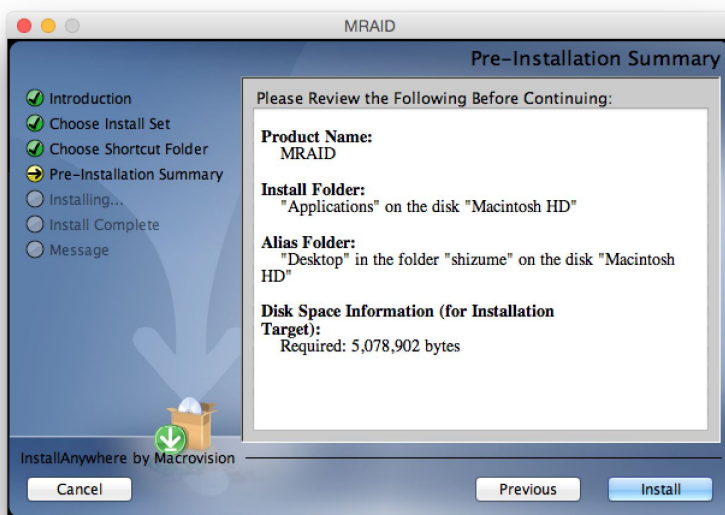 MRAID
Pre-Installation Summary
Introduction
Choose Install Set
Choose Shortcut Folder
Pre-Installation Summary
Installing...
Install Complete
Message
Please Review the Following Before Continuing:
Product Name:
MRAID
Install Folder:
"Applications" on the disk "Macintosh HD"
Alias Folder:
"Desktop" in the folder "shizume" on the disk "Macintosh
HD"
Disk Space Information (for Installation
Target):
Required: 5,078,902 bytes
InstallAnywhere by Macrovision
Cancel
Previous
Install